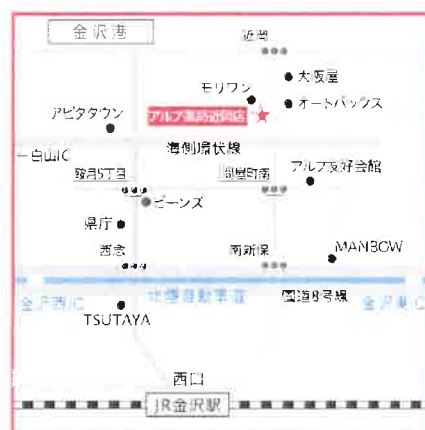 金沢港
近岡
大阪屋
モリワン
オートバックス
アルプ薬局近岡店
アピタタウン
海側環状線
白山IC
鞍月5丁目
問屋町南
アルプ友好会館
ビーンズ
県庁
西念
南新保
MANBOW
北陸自動車道
国道8号線
金沢西IC
金沢東IC
TSUTAYA
西口
JR金沢駅